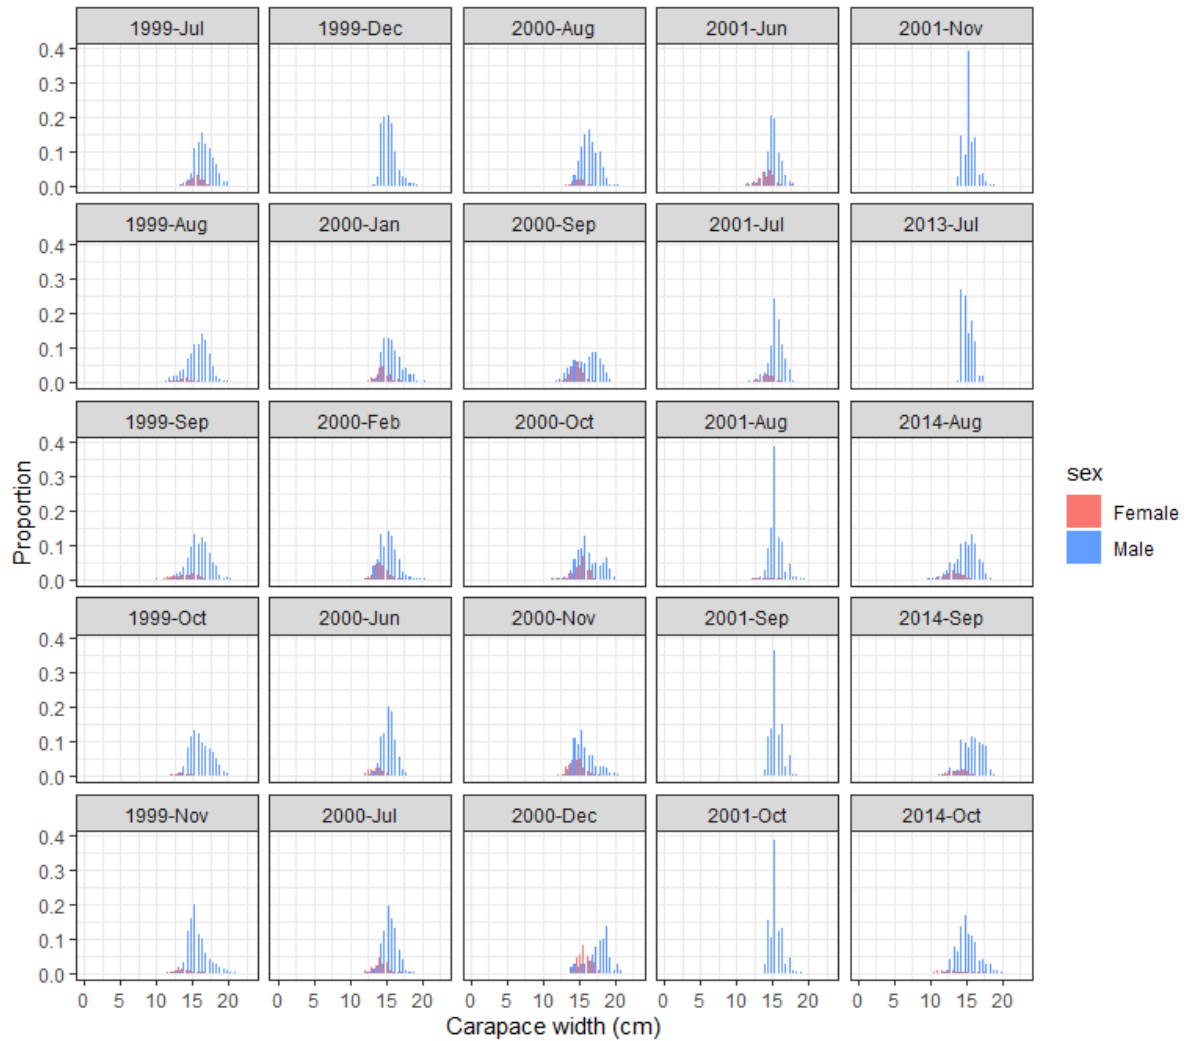 1999-Jul 1999-Dec 2000-Aug 2001-Jun 2001-Nov
0.4
0.3
0.2
0.1
0.0
1999-Aug 2000-Jan 2000-Sep 2001-Jul 2013-Jul
0.4
0.3
0.2
0.1
0.0
1999-Sep 2000-Feb 2000-Oct 2001-Aug 2014-Aug
0.4
0.3
0.2
0.1
0.0
1999-Oct 2000-Jun 2000-Nov 2001-Sep 2014-Sep
0.4
0.3
0.2
0.1
0.0
1999-Nov 2000-Jul 2000-Dec 2001-Oct 2014-Oct
0.4
0.3
0.2
0.1
0.0
0 5 10 15 20 0 5 10 15 20 0 5 10 15 20 0 5 10 15 20 0 5 10 15 20
Carapace width (cm)
Proportion
sex
Female
Male